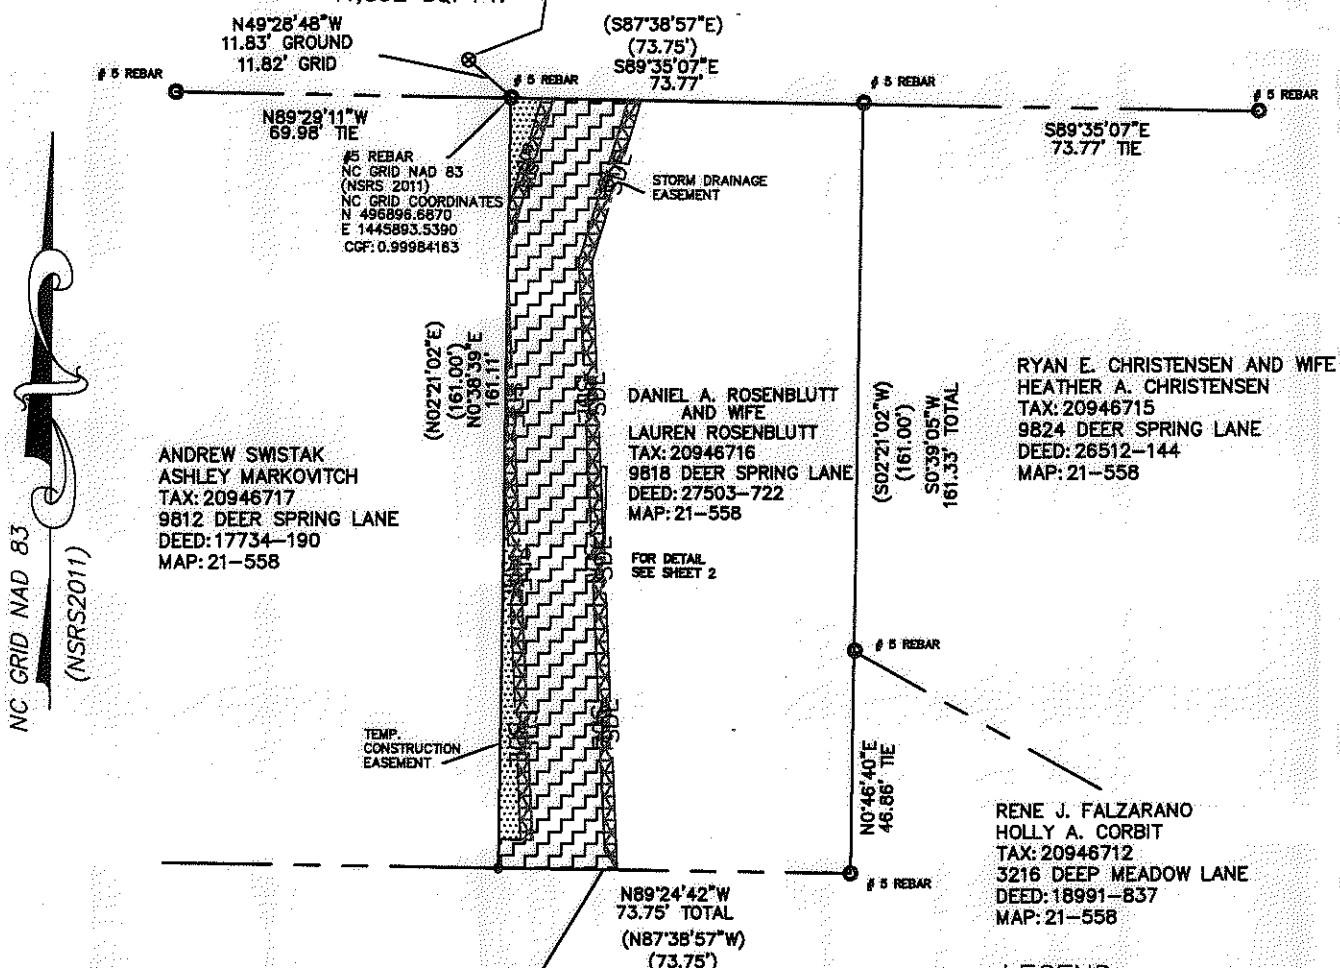 N49°28'48"W
11.83' GROUND
11.82' GRID
(S87°38'57"E)
(73.75')
S89°35'07"E
73.77'
# 5 REBAR
# 5 REBAR
# 5 REBAR
# 5 REBAR
N89°29'11"W
69.98' TIE
S89°35'07"E
73.77' TIE
#5 REBAR
NC GRID NAD 83
(NSRS 2011)
NC GRID COORDINATES
N 496896.6870
E 1445893.5390
CGF: 0.99984163
STORM DRAINAGE
EASEMENT
SDE
(N02°21'02"E)
(161.00')
N0°38'39"E
161.11'
ANDREW SWISTAK
ASHLEY MARKOVITCH
TAX: 20946717
9812 DEER SPRING LANE
DEED: 17734-190
MAP: 21-558
DANIEL A. ROSENBLUTT
AND WIFE
LAUREN ROSENBLUTT
TAX: 20946716
9818 DEER SPRING LANE
DEED: 27503-722
MAP: 21-558
FOR DETAIL
SEE SHEET 2
SDE
SDE
SDE
(S02°21'02"W)
(161.00')
S0°39'05"W
161.33' TOTAL
RYAN E. CHRISTENSEN AND WIFE
HEATHER A. CHRISTENSEN
TAX: 20946715
9824 DEER SPRING LANE
DEED: 26512-144
MAP: 21-558
NC GRID NAD 83
(NSRS2011)
# 5 REBAR
TEMP.
CONSTRUCTION
EASEMENT
N0°46'40"E
46.86' TIE
RENE J. FALZARANO
HOLLY A. CORBIT
TAX: 20946712
3216 DEEP MEADOW LANE
DEED: 18991-837
MAP: 21-558
# 5 REBAR
N89°24'42"W
73.75' TOTAL
(N87°38'57"W)
(73.75')